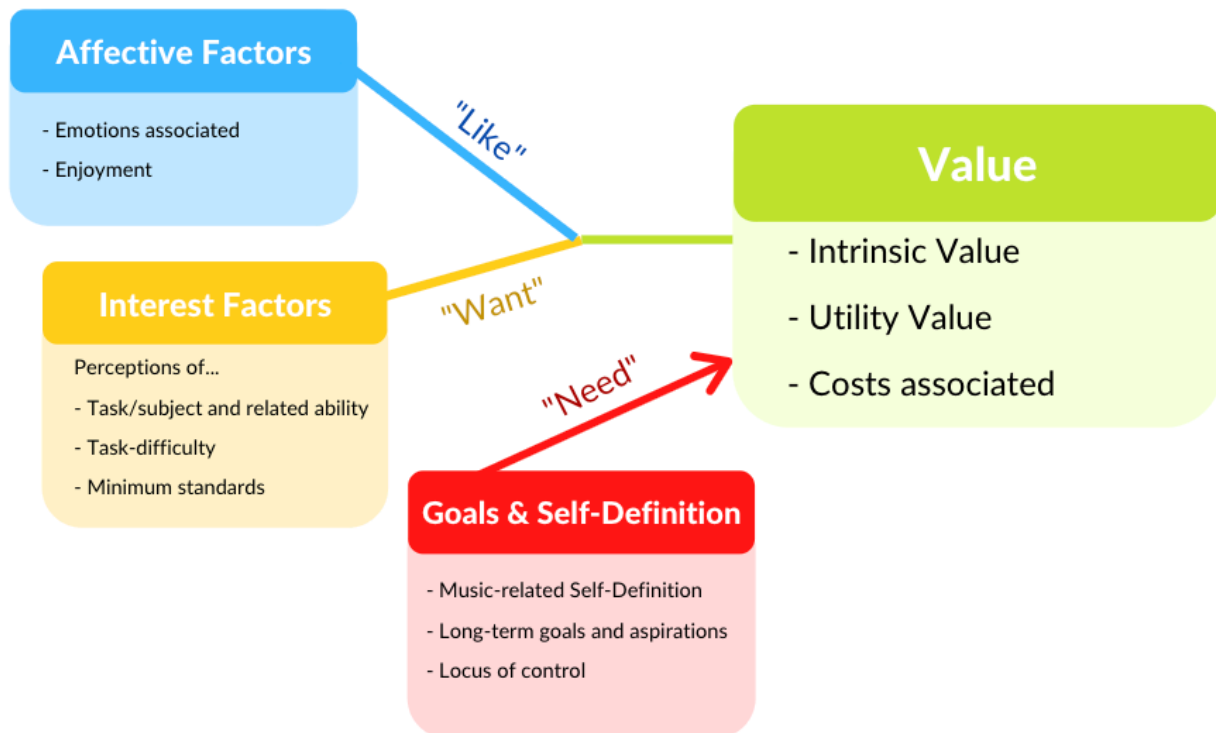 Affective Factors
- Emotions associated
- Enjoyment
"Like"
Interest Factors
Perceptions of...
- Task/subject and related ability
- Task-difficulty
- Minimum standards
"Want"
Goals & Self-Definition
- Music-related Self-Definition
- Long-term goals and aspirations
- Locus of control
"Need"
Value
- Intrinsic Value
- Utility Value
- Costs associated